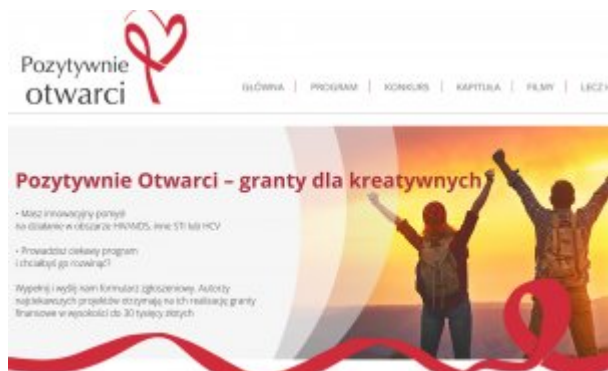 Pozytywnie
otwarci
GŁÓWNA
PROGRAM
KONKURS
KAPITUŁA
FILMY
LECZ
Pozytywnie Otwarci – granty dla kreatywnych
• Masz innowacyjny pomysł
na działanie w obszarze HIV/AIDS, inne STI lub HCV
• Prowadzisz ciekawy program
i chciałbyś go rozwinąć?
Wypełnij i wyślij nam formularz zgłoszeniowy. Autorzy
najciekawszych projektów otrzymają na ich realizację granty
finansowe w wysokości do 30 tysięcy złotych